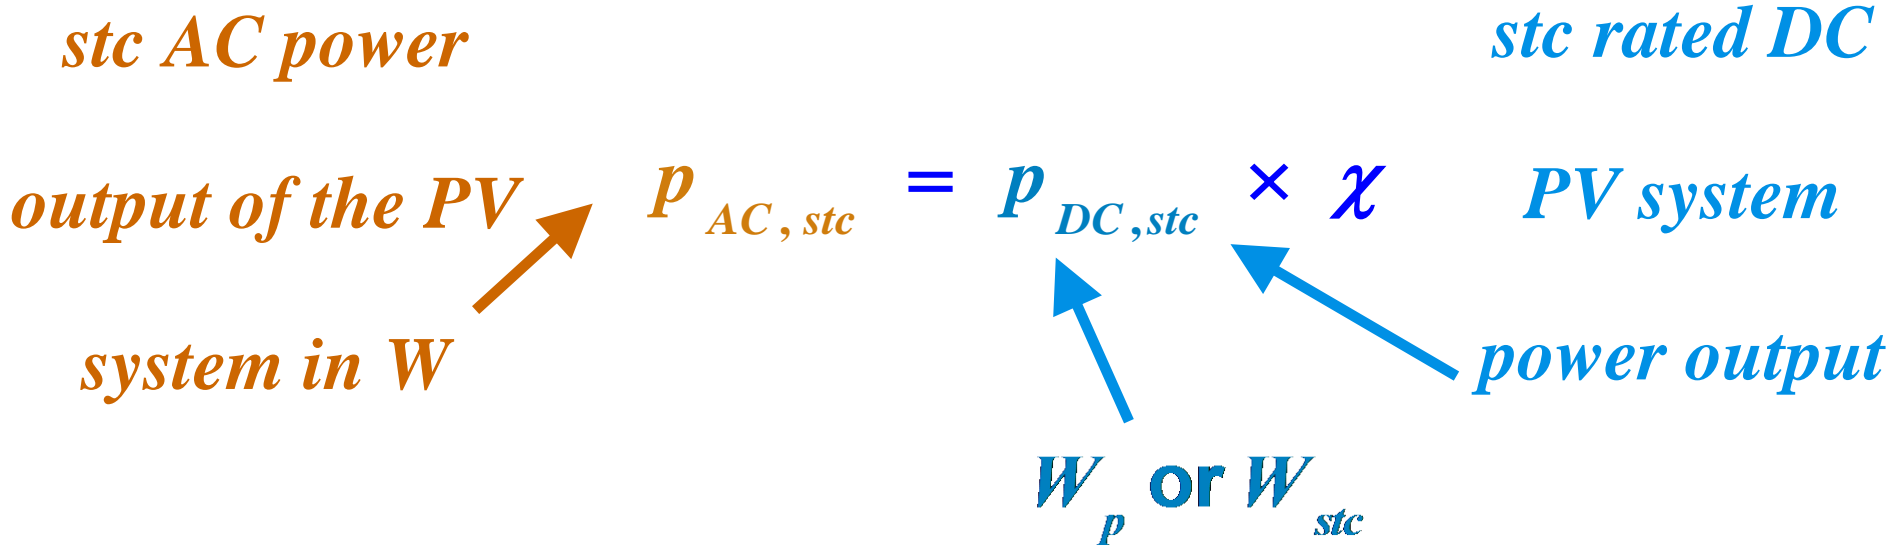 stc AC power
output of the PV
system in W
p AC, stc = p DC,stc × χ
stc rated DC
PV system
power output
W p or W stc